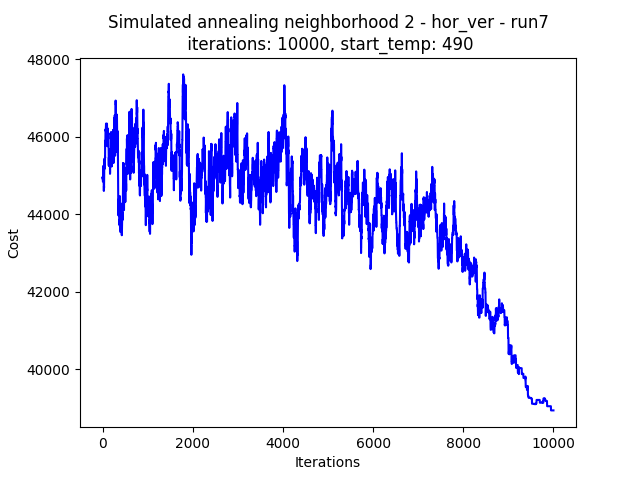 Simulated annealing neighborhood 2 - hor_ver - run7
iterations: 10000, start_temp: 490
48000
46000
44000
42000
40000
Cost
0
2000
4000
6000
8000
10000
Iterations